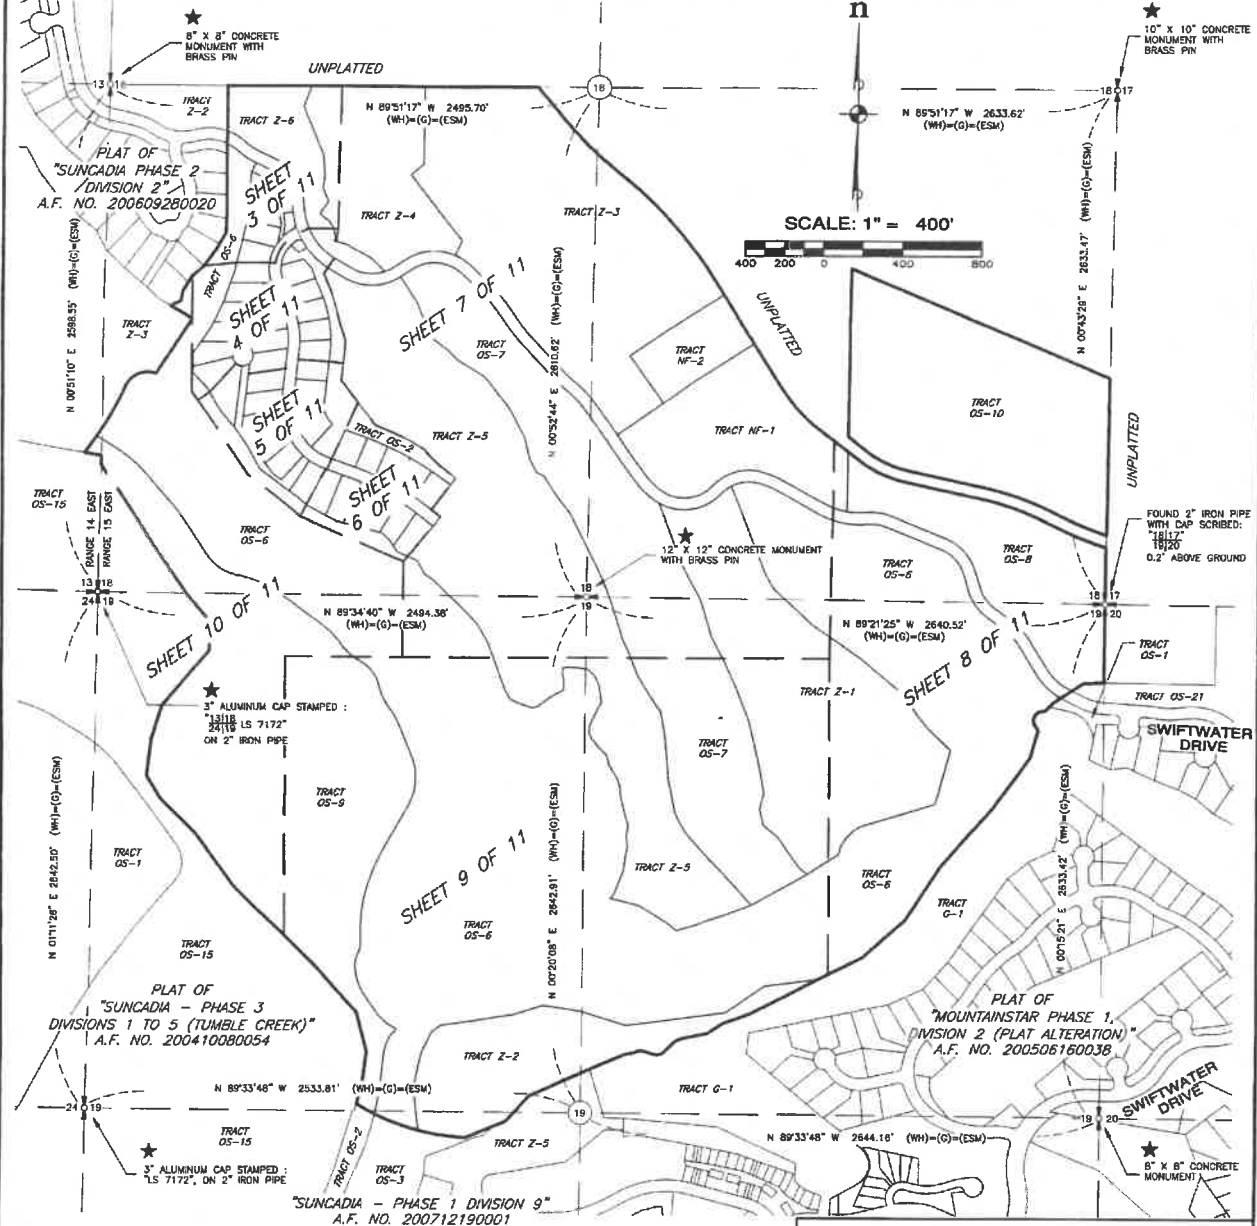 8" X 8" CONCRETE
MONUMENT WITH
BRASS PIN
n
10" X 10" CONCRETE
MONUMENT WITH
BRASS PIN
UNPLATTED
13
18
18 17
TRACT
Z-2
TRACT Z-6
N 89°51'17" W 2495.70'
(WH)=(G)=(ESM)
N 89°51'17" W 2633.62'
(WH)=(G)=(ESM)
PLAT OF
"SUNCADIA PHASE 2
DIVISION 2"
A.F. NO. 200609280020
SHEET
3 OF 11
TRACT Z-4
TRACT Z-3
SCALE: 1" = 400'
400 200 0 400 800
N 00°43'29" E 2633.47' (WH)=(G)=(ESM)
N 00°51'10" E 2598.55' (WH)=(G)=(ESM)
TRACT OS-6
TRACT
Z-3
SHEET
4 OF 11
SHEET 7 OF 11
TRACT
OS-7
N 00°52'44" E 2610.62' (WH)=(G)=(ESM)
TRACT
NF-2
UNPLATTED
TRACT
OS-10
UNPLATTED
SHEET
5 OF 11
TRACT OS-2
TRACT Z-5
TRACT NF-1
SHEET
6 OF 11
TRACT
OS-15
RANGE 14 EAST
RANGE 15 EAST
TRACT
OS-6
12" X 12" CONCRETE MONUMENT
WITH BRASS PIN
TRACT
OS-6
TRACT
OS-8
FOUND 2" IRON PIPE
WITH CAP SCRIBED:
"18|17"
19|20
0.2' ABOVE GROUND
13 18
24 19
18
19
18 17
19 20
SHEET 10 OF 11
N 89°34'40" W 2494.38'
(WH)=(G)=(ESM)
N 89°21'25" W 2640.52'
(WH)=(G)=(ESM)
SHEET 8 OF 11
TRACT
OS-1
3" ALUMINUM CAP STAMPED :
"13|18
24|19 LS 7172"
ON 2" IRON PIPE
TRACT Z-1
TRACT OS-21
SWIFTWATER
DRIVE
TRACT
OS-7
TRACT
OS-9
N 01°11'26" E 2642.50' (WH)=(G)=(ESM)
N 00°20'08" E 2642.91' (WH)=(G)=(ESM)
N 00°15'21" E 2633.42' (WH)=(G)=(ESM)
TRACT
OS-1
SHEET 9 OF 11
TRACT Z-5
TRACT
OS-6
TRACT
G-1
TRACT
OS-6
TRACT
OS-15
PLAT OF
"SUNCADIA - PHASE 3
DIVISIONS 1 TO 5 (TUMBLE CREEK)"
A.F. NO. 200410080054
PLAT OF
"MOUNTAINSTAR PHASE 1,
DIVISION 2 (PLAT ALTERATION)"
A.F. NO. 200506160038
TRACT Z-2
N 89°33'48" W 2533.81' (WH)=(G)=(ESM)
TRACT G-1
SWIFTWATER
DRIVE
24 19
19
19 20
TRACT
OS-15
TRACT OS-2
TRACT Z-5
N 89°33'48" W 2644.16' (WH)=(G)=(ESM)
3" ALUMINUM CAP STAMPED :
"LS 7172", ON 2" IRON PIPE
TRACT
OS-3
8" X 8" CONCRETE
MONUMENT
"SUNCADIA - PHASE 1 DIVISION 9"
A.F. NO. 200712190001